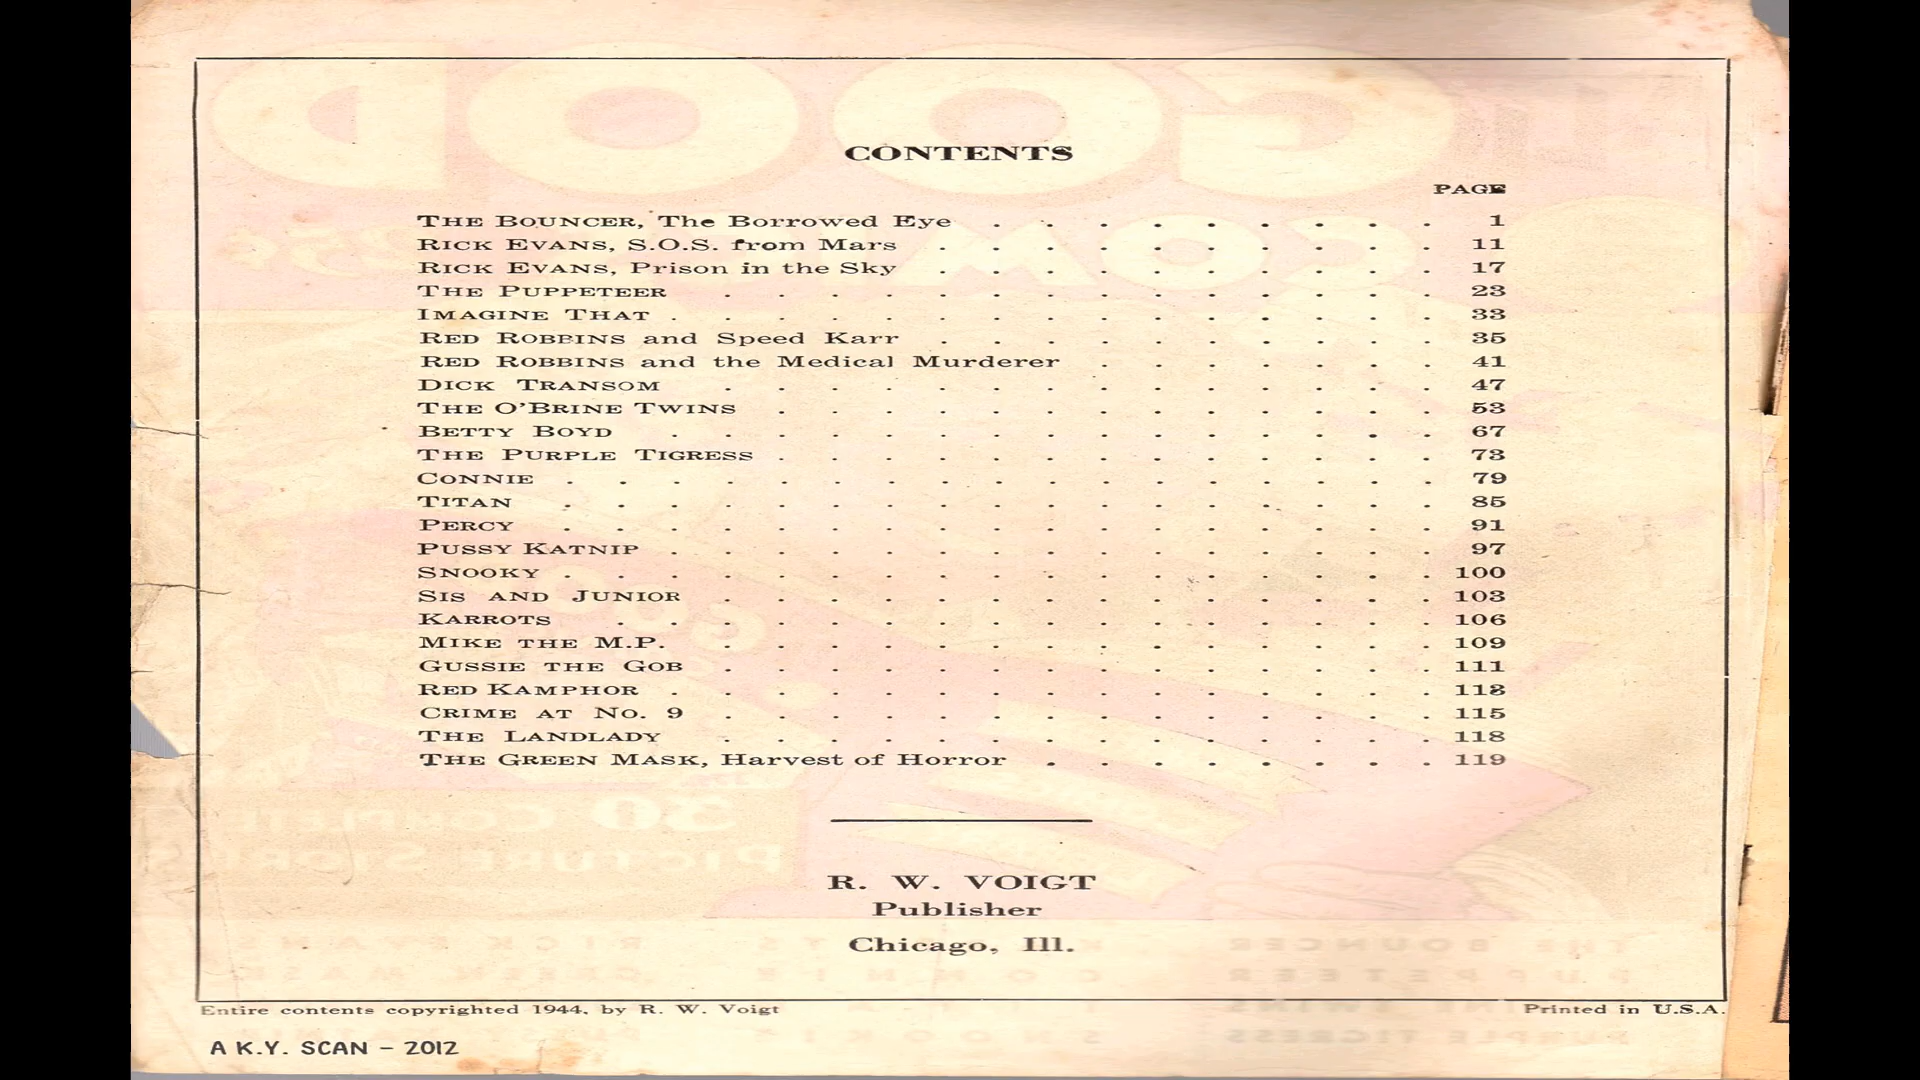 CONTENTS
PAGE
THE BOUNCER, The Borrowed Eye . . . . . . . . . 1
RICK EVANS, S.O.S. from Mars . . . . . . . . . . 11
RICK EVANS, Prison in the Sky . . . . . . . . . . 17
THE PUPPETEER . . . . . . . . . . . . . . 23
IMAGINE THAT . . . . . . . . . . . . . . . 33
RED ROBBINS and Speed Karr . . . . . . . . . . 35
RED ROBBINS and the Medical Murderer . . . . . . . 41
DICK TRANSOM . . . . . . . . . . . . . . 47
THE O'BRINE TWINS . . . . . . . . . . . . . 53
BETTY BOYD . . . . . . . . . . . . . . . 67
THE PURPLE TIGRESS . . . . . . . . . . . . . 73
CONNIE . . . . . . . . . . . . . . . . . 79
TITAN . . . . . . . . . . . . . . . . . 85
PERCY . . . . . . . . . . . . . . . . . 91
PUSSY KATNIP . . . . . . . . . . . . . . . 97
SNOOKY . . . . . . . . . . . . . . . . . 100
SIS AND JUNIOR . . . . . . . . . . . . . . 103
KARROTS . . . . . . . . . . . . . . . . 106
MIKE THE M.P. . . . . . . . . . . . . . . 109
GUSSIE THE GOB . . . . . . . . . . . . . . 111
RED KAMPHOR . . . . . . . . . . . . . . . 113
CRIME AT No. 9 . . . . . . . . . . . . . . 115
THE LANDLADY . . . . . . . . . . . . . . 118
THE GREEN MASK, Harvest of Horror . . . . . . . . 119
R. W. VOIGT
Publisher
Chicago, Ill.
Entire contents copyrighted 1944, by R. W. Voigt
Printed in U.S.A.
A K.Y. SCAN - 2012